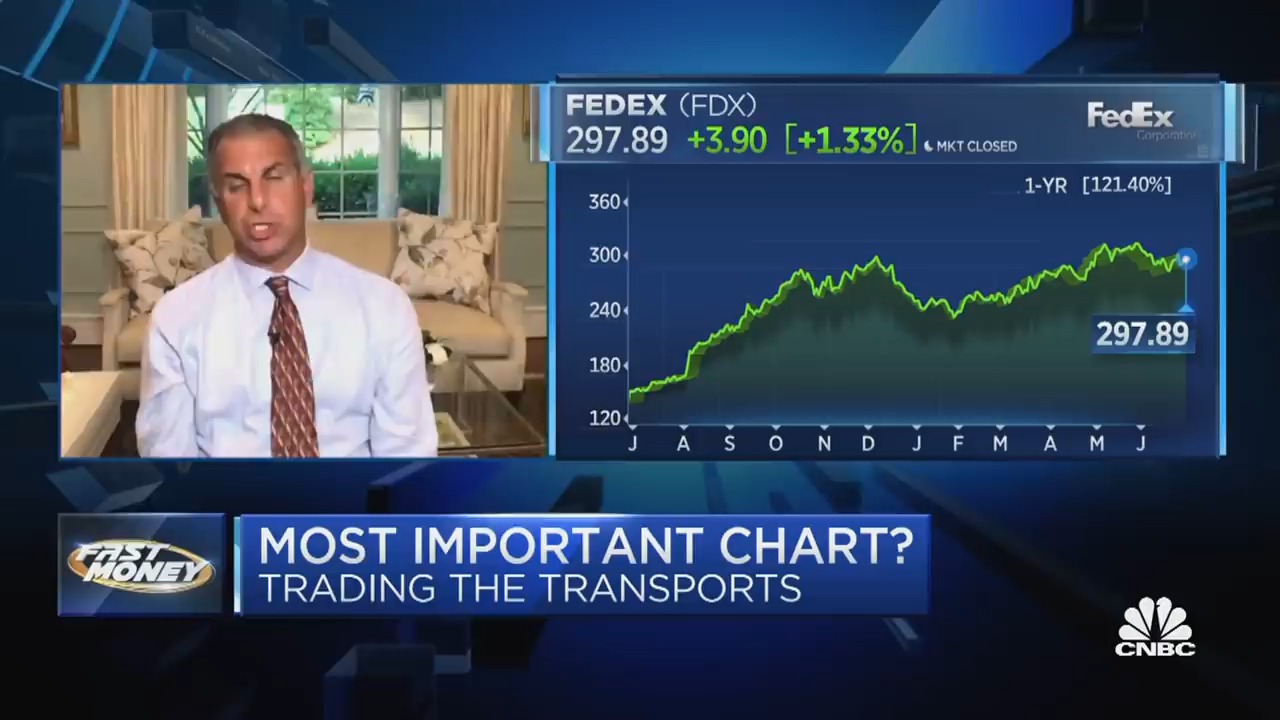 FEDEX (FDX)
297.89 +3.90 [+1.33%] MKT CLOSED
FedEx
Corporation
1-YR [121.40%]
360
300
240
180
120
297.89
J A S O N D J F M A M J
FAST MONEY
MOST IMPORTANT CHART?
TRADING THE TRANSPORTS
CNBC